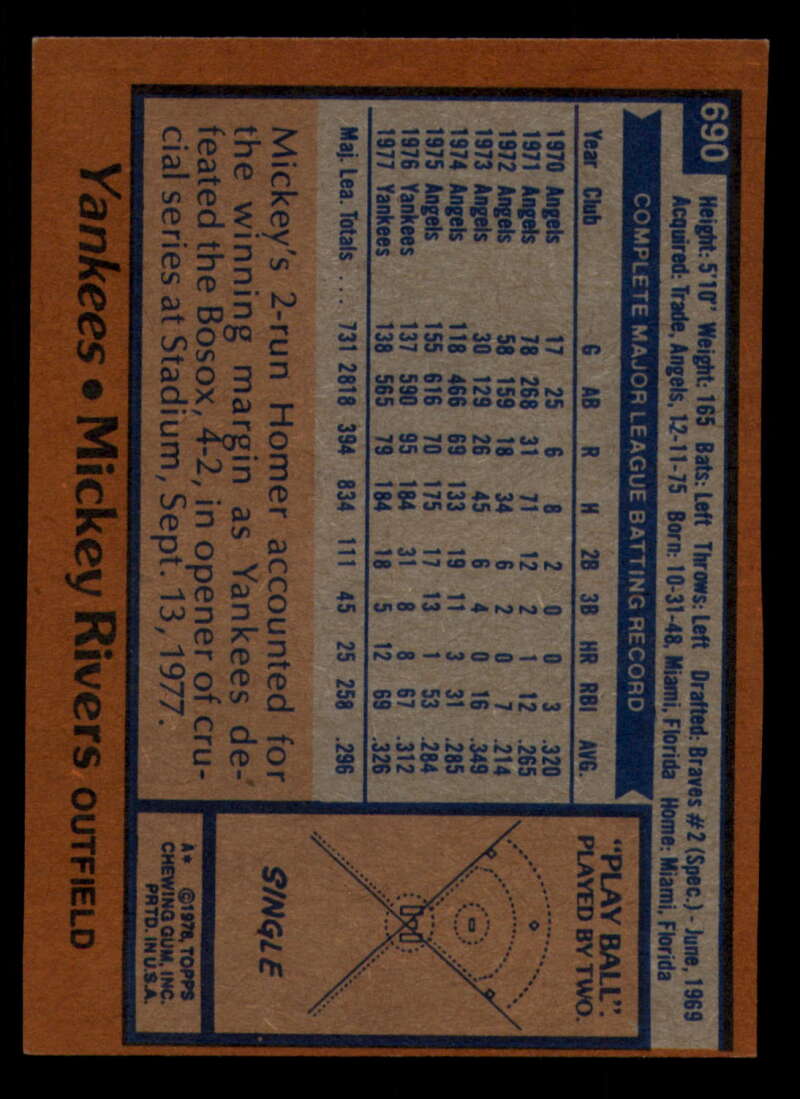 690
Height: 5'10" Weight: 165 Bats: Left Throws: Left Drafted: Braves #2 (Spec.) - June, 1969
Acquired: Trade, Angels, 12-11-75 Born: 10-31-48, Miami, Florida Home: Miami, Florida
COMPLETE MAJOR LEAGUE BATTING RECORD
Year Club G AB R H 2B 3B HR RBI AVG.
1970 Angels 17 25 6 8 2 0 0 3 .320
1971 Angels 78 268 31 71 12 2 1 12 .265
1972 Angels 58 159 18 34 6 2 0 7 .214
1973 Angels 30 129 26 45 6 4 0 16 .349
1974 Angels 118 466 69 133 19 11 3 31 .285
1975 Angels 155 616 70 175 17 13 1 53 .284
1976 Yankees 137 590 95 184 31 8 8 67 .312
1977 Yankees 138 565 79 184 18 5 12 69 .326
Maj. Lea. Totals ... 731 2818 394 834 111 45 25 258 .296
Mickey's 2-run Homer accounted for
the winning margin as Yankees de-
feated the Bosox, 4-2, in opener of cru-
cial series at Stadium, Sept. 13, 1977.
"PLAY BALL".
PLAYED BY TWO.
SINGLE
A* ©1978, TOPPS
CHEWING GUM, INC.
PRTD. IN U.S.A.
Yankees • Mickey Rivers OUTFIELD